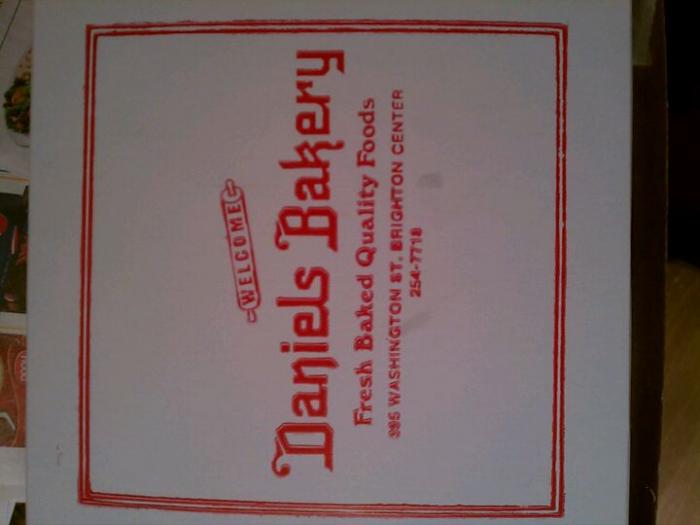 WELCOME
Daniels Bakery
Fresh Baked Quality Foods
395 WASHINGTON ST. BRIGHTON CENTER
254-7718